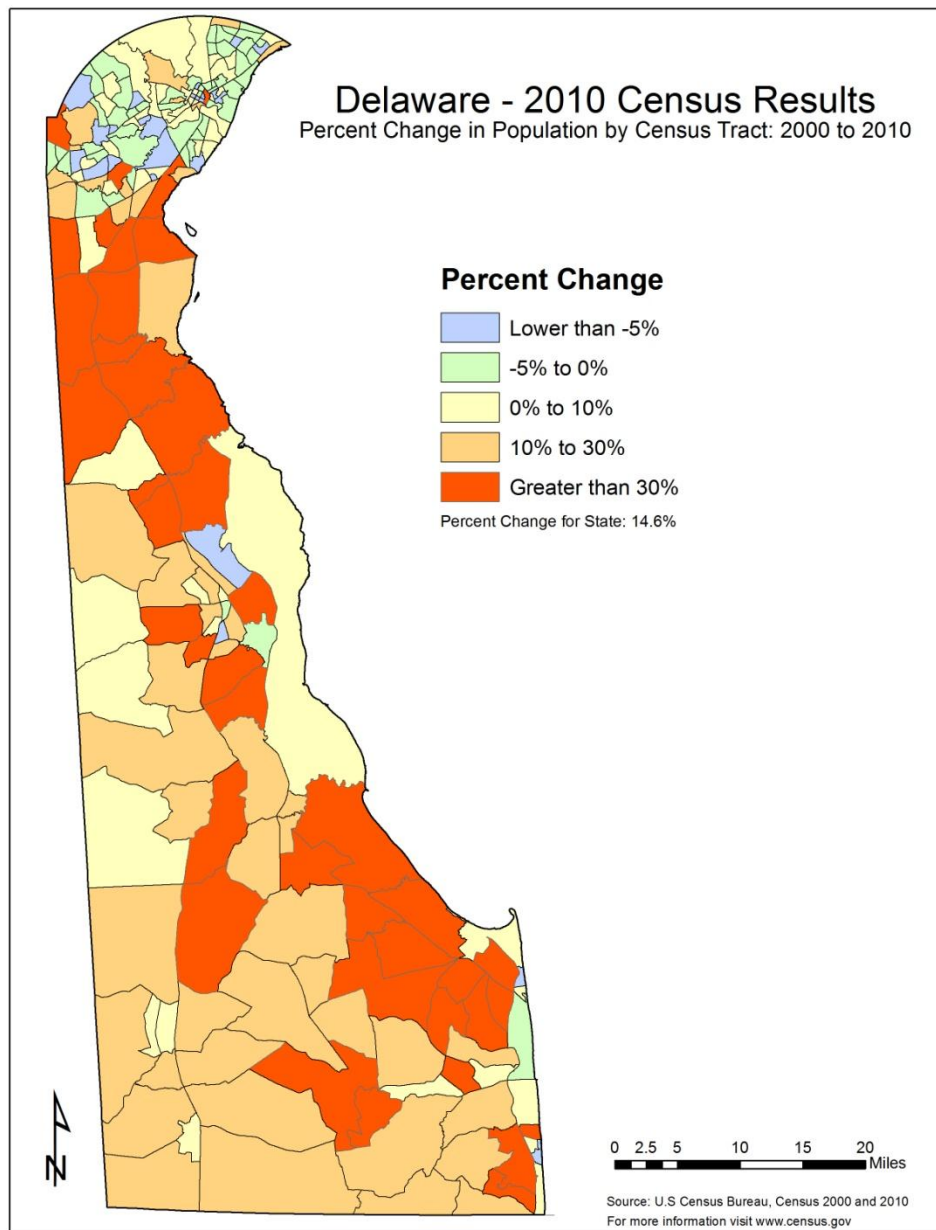 Delaware - 2010 Census Results
Percent Change in Population by Census Tract: 2000 to 2010
Percent Change
Lower than -5%
-5% to 0%
0% to 10%
10% to 30%
Greater than 30%
Percent Change for State: 14.6%
N
0 2.5 5 10 15 20
Miles
Source: U.S Census Bureau, Census 2000 and 2010
For more information visit www.census.gov